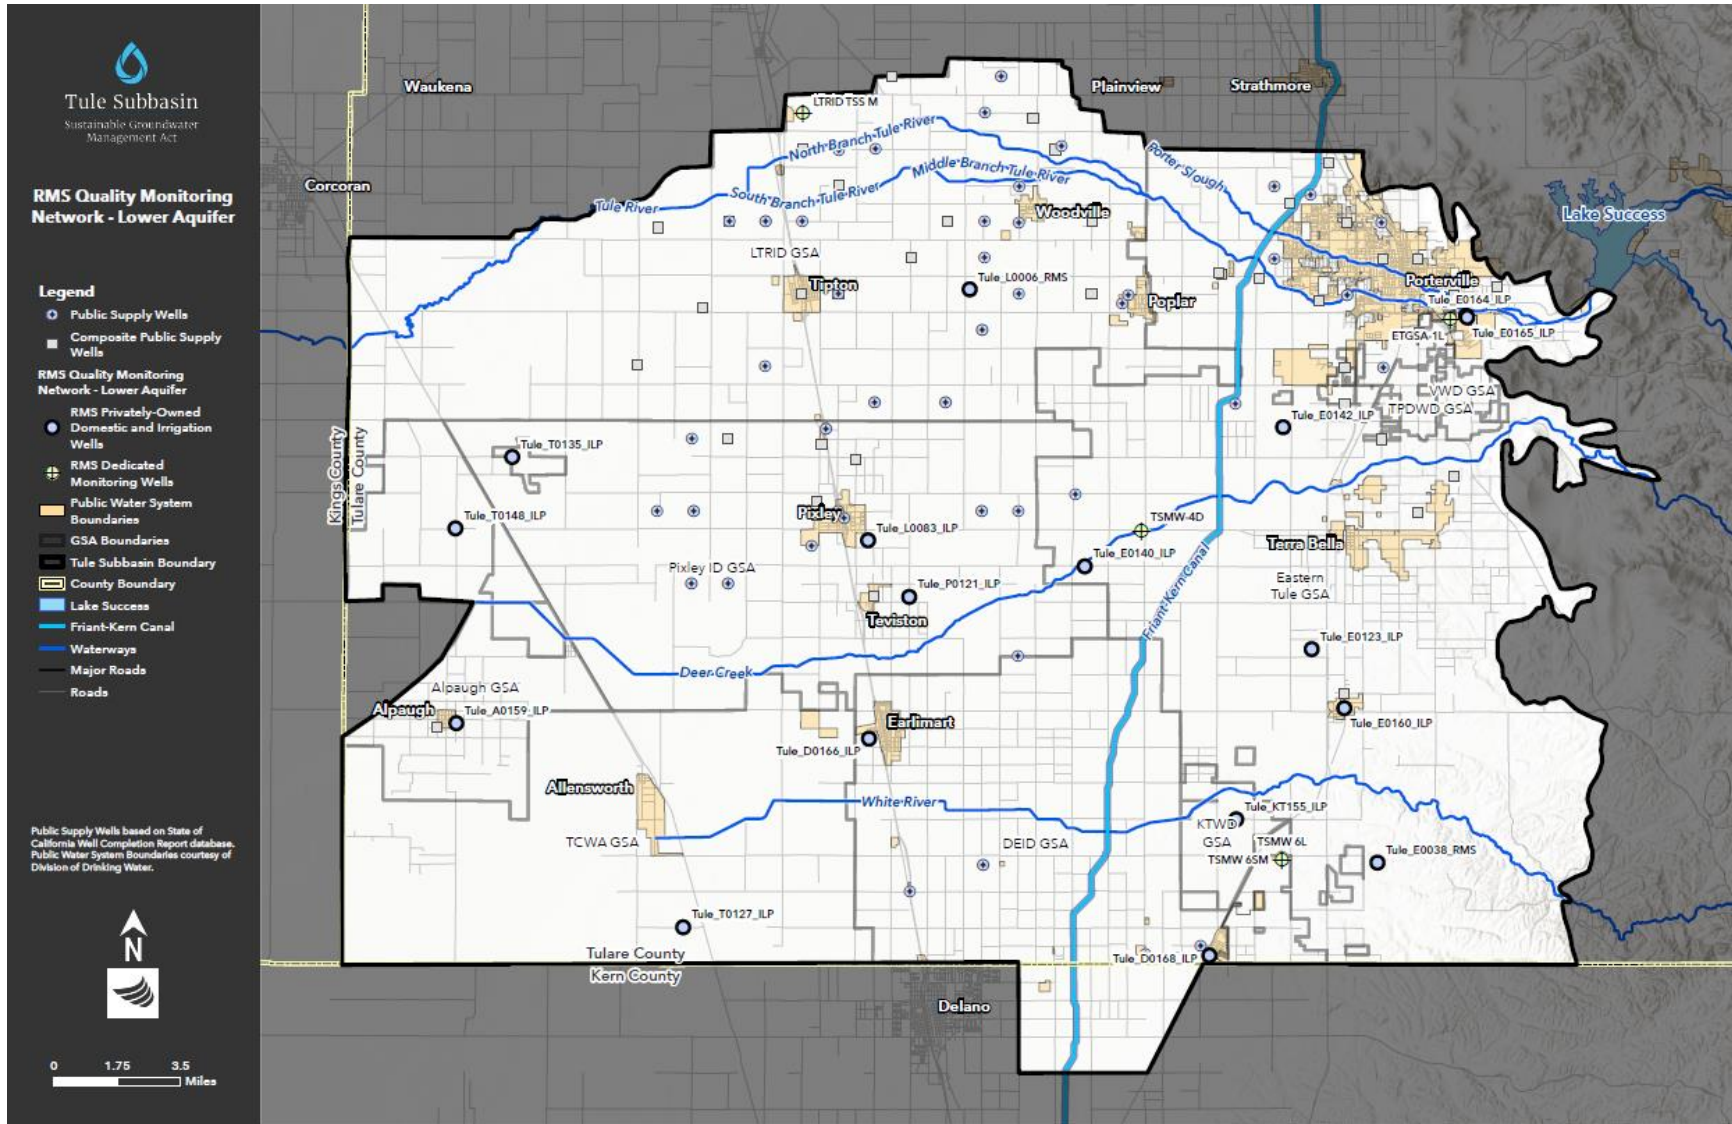 Tule Subbasin
Sustainable Groundwater
Management Act
RMS Quality Monitoring
Network - Lower Aquifer
Legend
Public Supply Wells
Composite Public Supply
Wells
RMS Quality Monitoring
Network - Lower Aquifer
RMS Privately-Owned
Domestic and Irrigation
Wells
RMS Dedicated
Monitoring Wells
Public Water System
Boundaries
GSA Boundaries
Tule Subbasin Boundary
County Boundary
Lake Success
Friant-Kern Canal
Waterways
Major Roads
Roads
Public Supply Wells based on State of
California Well Completion Report database.
Public Water System Boundaries courtesy of
Division of Drinking Water.
N
0 1.75 3.5
Miles
Waukena
Plainview
Strathmore
LTRID TSS M
North Branch Tule River
Porter Slough
Middle Branch Tule River
Corcoran
South Branch Tule River
Tule River
Woodville
Lake Success
LTRID GSA
Tipton
Tule_L0006_RMS
Poplar
Porterville
Tule_E0164_ILP
ETGSA-1L
Tule_E0165_ILP
VWD GSA
TPDWD GSA
Tule_E0142_ILP
Kings County
Tulare County
Tule_T0135_ILP
Tule_T0148_ILP
Pixley
Tule_L0083_ILP
TSMW-4D
Terra Bella
Tule_E0140_ILP
Pixley ID GSA
Tule_P0121_ILP
Eastern
Tule GSA
Friant-Kern Canal
Teviston
Tule_E0123_ILP
Deer Creek
Alpaugh GSA
Alpaugh
Tule_A0159_ILP
Earlimart
Tule_E0160_ILP
Tule_D0166_ILP
Allensworth
White River
Tule_KT155_ILP
TCWA GSA
DEID GSA
KTWD
GSA
TSMW 6L
TSMW 6SM
Tule_E0038_RMS
Tule_T0127_ILP
Tulare County
Kern County
Tule_D0168_ILP
Delano